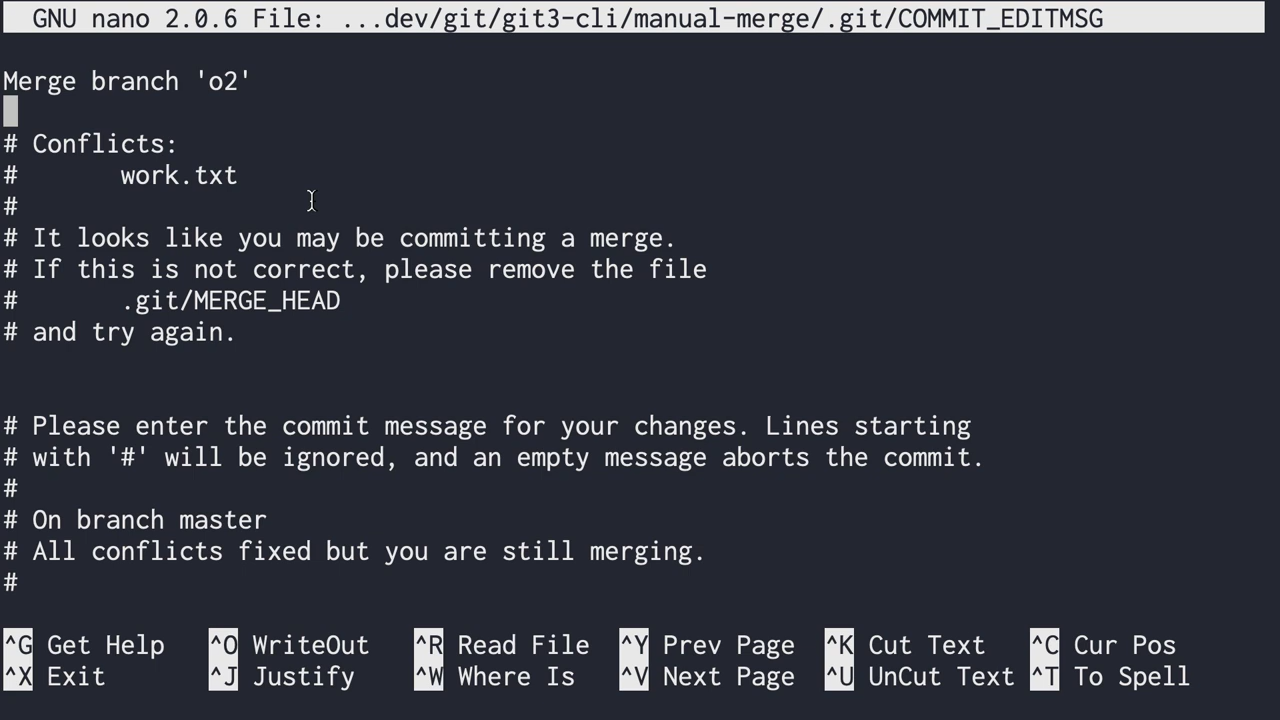 GNU nano 2.0.6 File: ...dev/git/git3-cli/manual-merge/.git/COMMIT_EDITMSG
Merge branch 'o2'
# Conflicts:
#       work.txt
#
# It looks like you may be committing a merge.
# If this is not correct, please remove the file
#       .git/MERGE_HEAD
# and try again.
# Please enter the commit message for your changes. Lines starting
# with '#' will be ignored, and an empty message aborts the commit.
#
# On branch master
# All conflicts fixed but you are still merging.
#
^G Get Help   ^O WriteOut   ^R Read File  ^Y Prev Page  ^K Cut Text   ^C Cur Pos
^X Exit       ^J Justify    ^W Where Is   ^V Next Page  ^U UnCut Text ^T To Spell